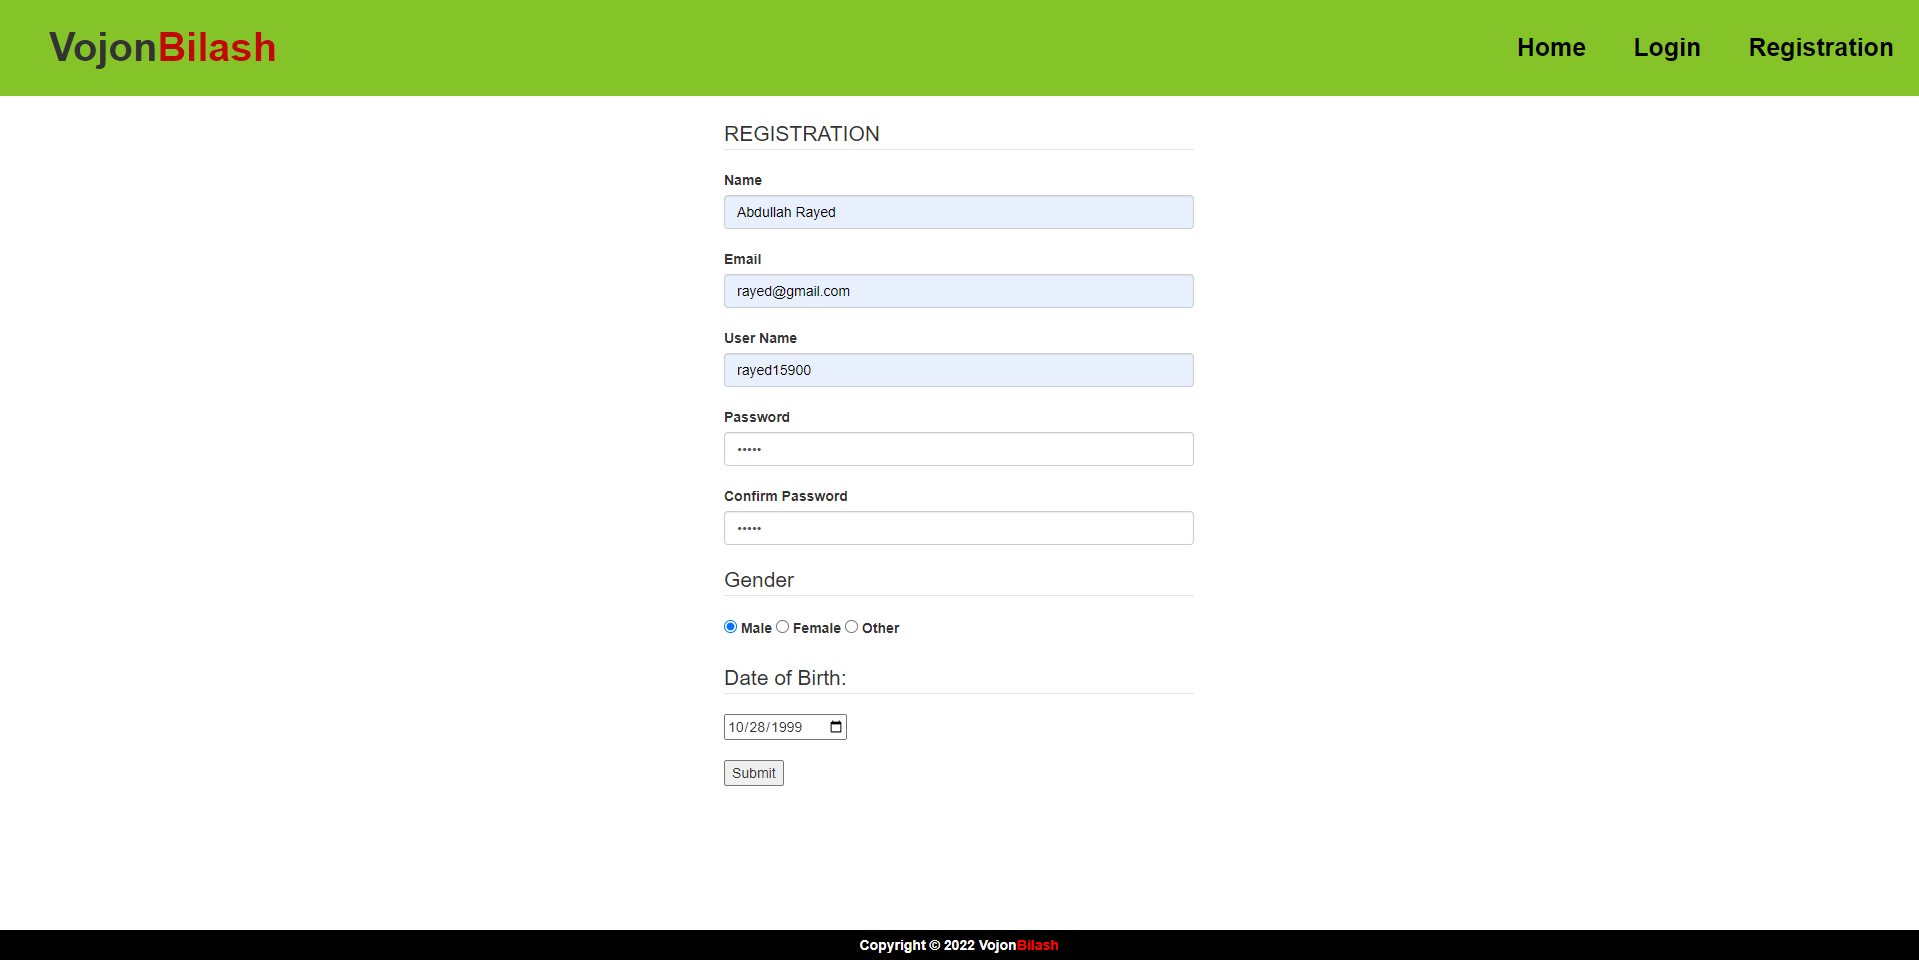 VojonBilash
Home Login Registration
REGISTRATION
Name
Abdullah Rayed
Email
rayed@gmail.com
User Name
rayed15900
Password
•••••
Confirm Password
•••••
Gender
Male Female Other
Date of Birth:
10/28/1999
Submit
Copyright © 2022 VojonBilash